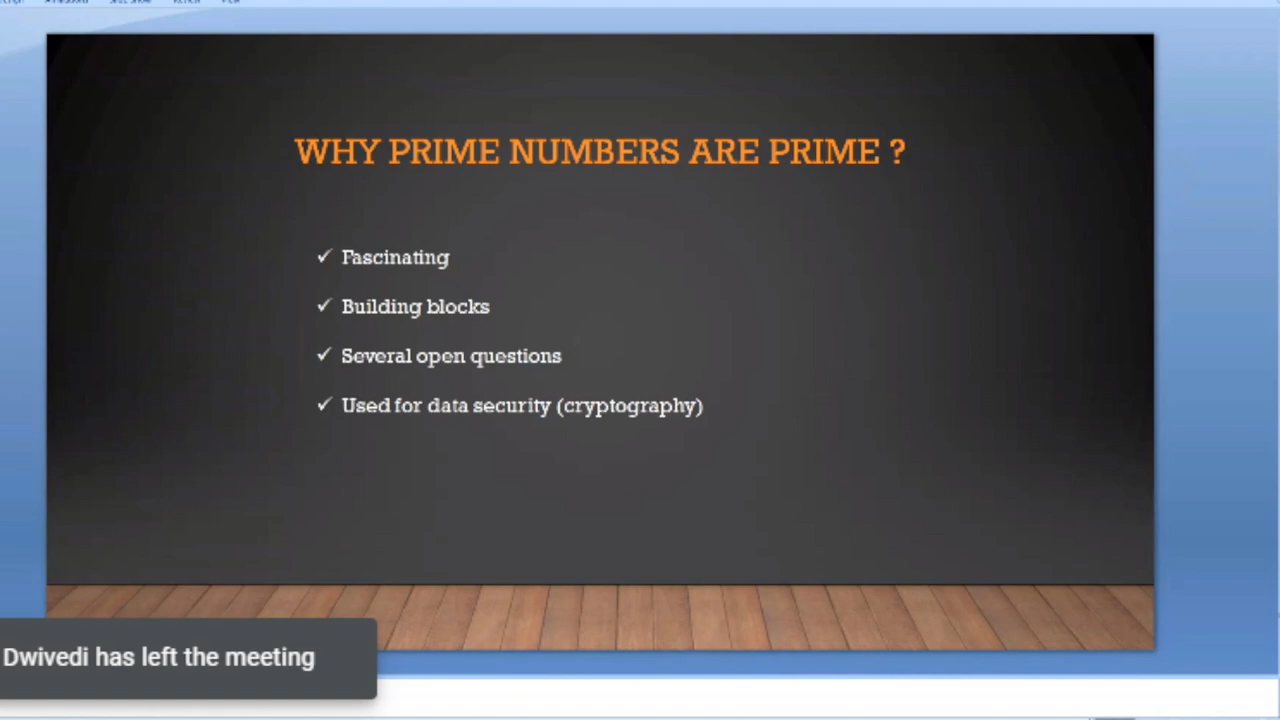 WHY PRIME NUMBERS ARE PRIME ?
✓ Fascinating
✓ Building blocks
✓ Several open questions
✓ Used for data security (cryptography)
Dwivedi has left the meeting